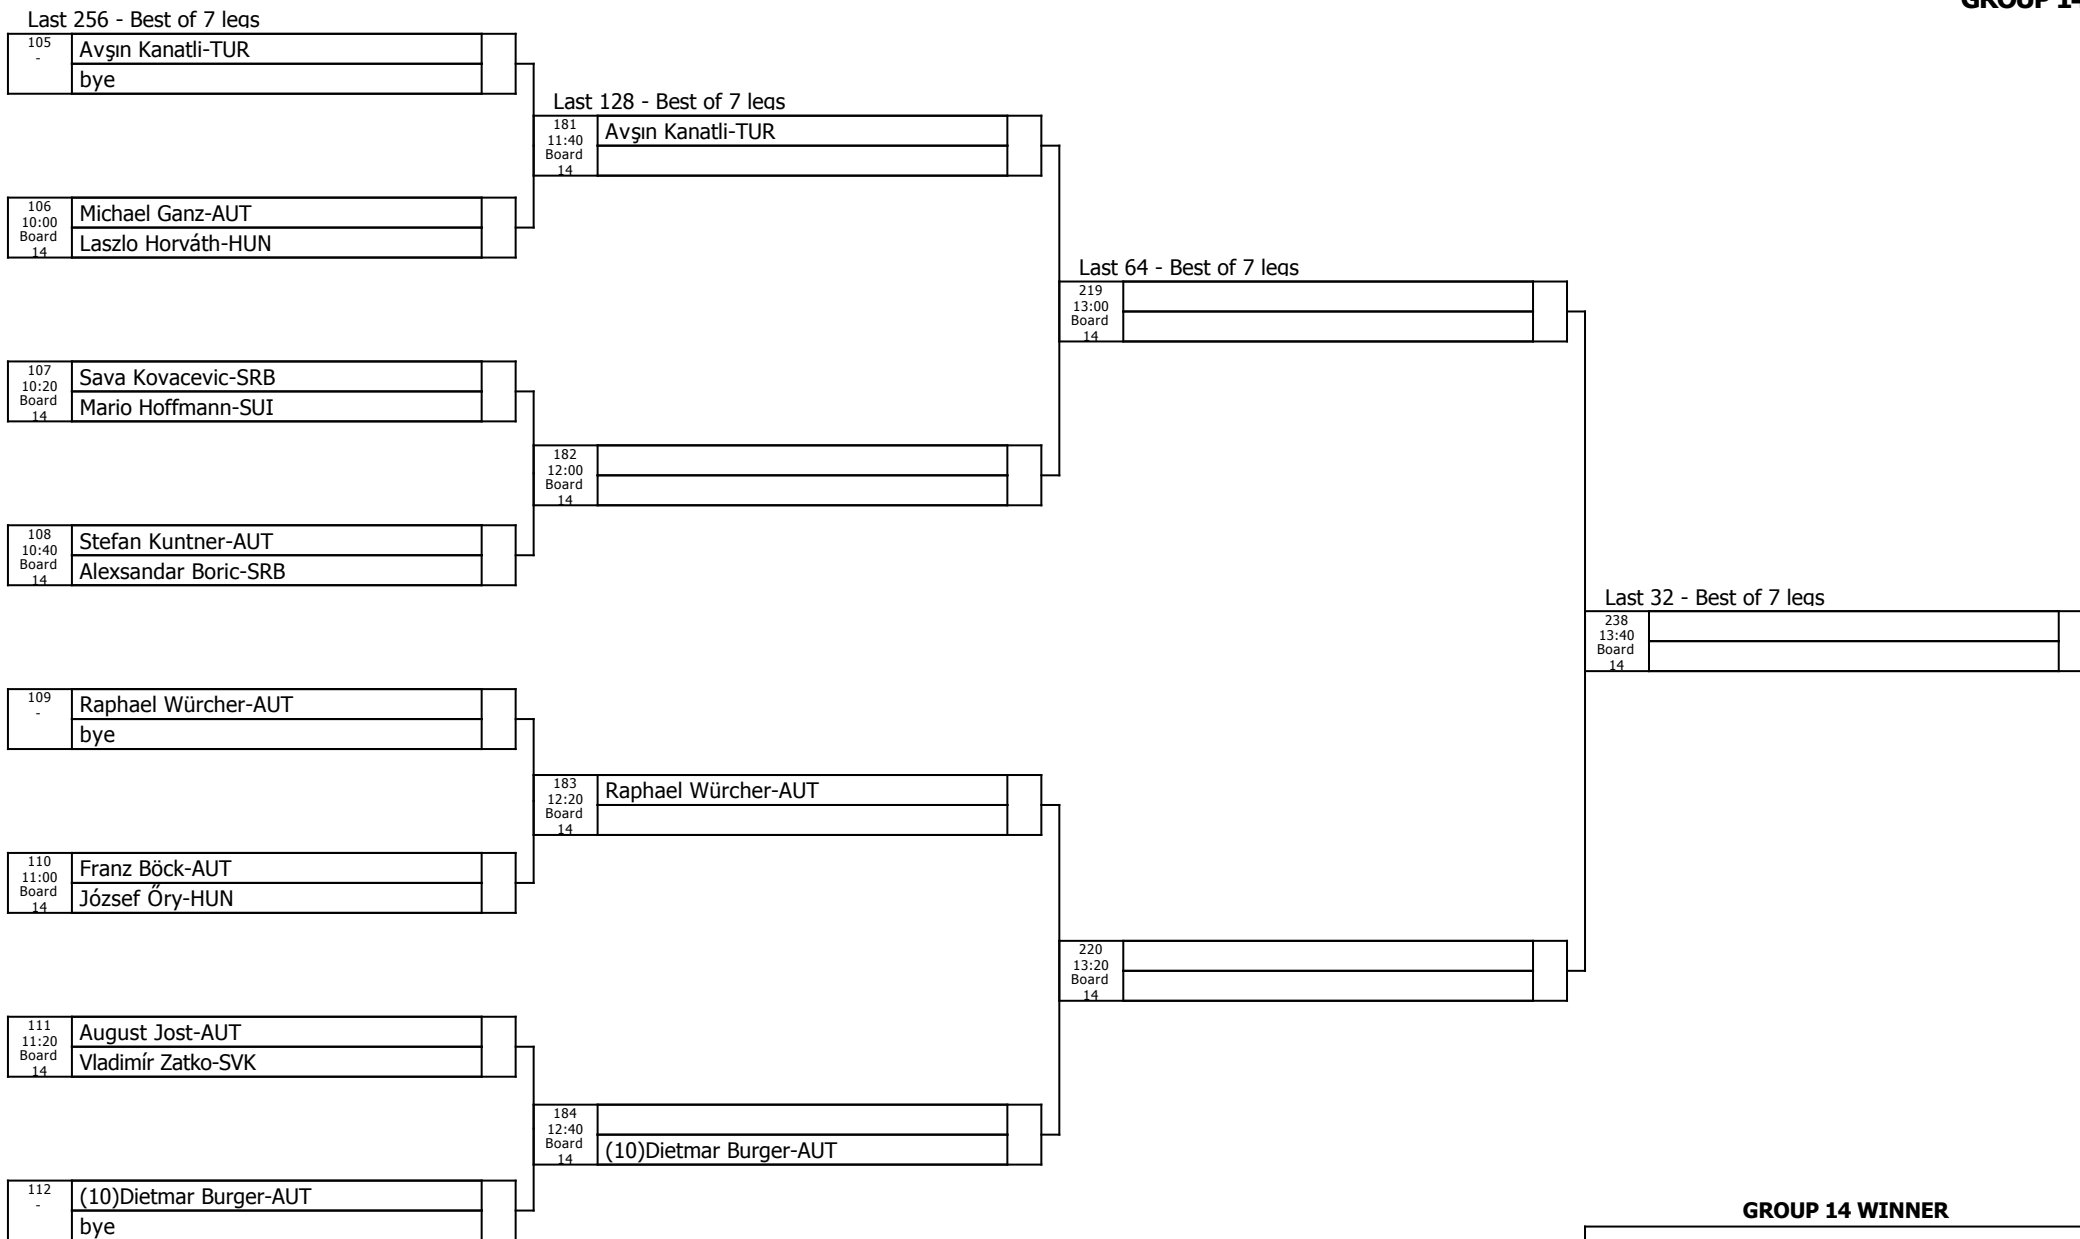 GROUP 14
Last 256 - Best of 7 legs
105
-
Avşın Kanatli-TUR
bye
Last 128 - Best of 7 legs
181
11:40
Board
14
Avşın Kanatli-TUR
106
10:00
Board
14
Michael Ganz-AUT
Laszlo Horváth-HUN
Last 64 - Best of 7 legs
219
13:00
Board
14
107
10:20
Board
14
Sava Kovacevic-SRB
Mario Hoffmann-SUI
182
12:00
Board
14
108
10:40
Board
14
Stefan Kuntner-AUT
Alexsandar Boric-SRB
Last 32 - Best of 7 legs
238
13:40
Board
14
109
-
Raphael Würcher-AUT
bye
183
12:20
Board
14
Raphael Würcher-AUT
110
11:00
Board
14
Franz Böck-AUT
József Őry-HUN
220
13:20
Board
14
111
11:20
Board
14
August Jost-AUT
Vladimír Zatko-SVK
184
12:40
Board
14
(10)Dietmar Burger-AUT
112
-
(10)Dietmar Burger-AUT
bye
GROUP 14 WINNER